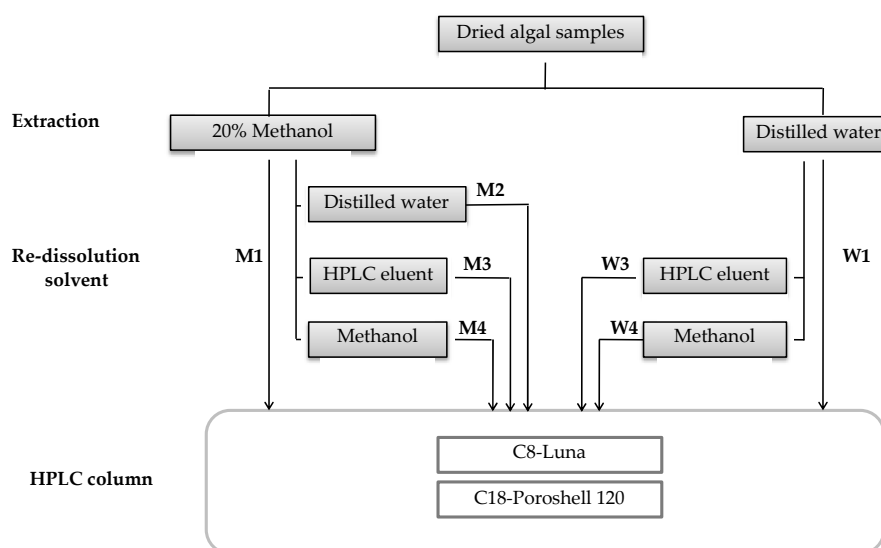 Dried algal samples
Extraction
20% Methanol
Distilled water
Distilled water
M2
Re-dissolution
solvent
M1
HPLC eluent
M3
W3
HPLC eluent
W1
Methanol
M4
W4
Methanol
HPLC column
C8-Luna
C18-Poroshell 120